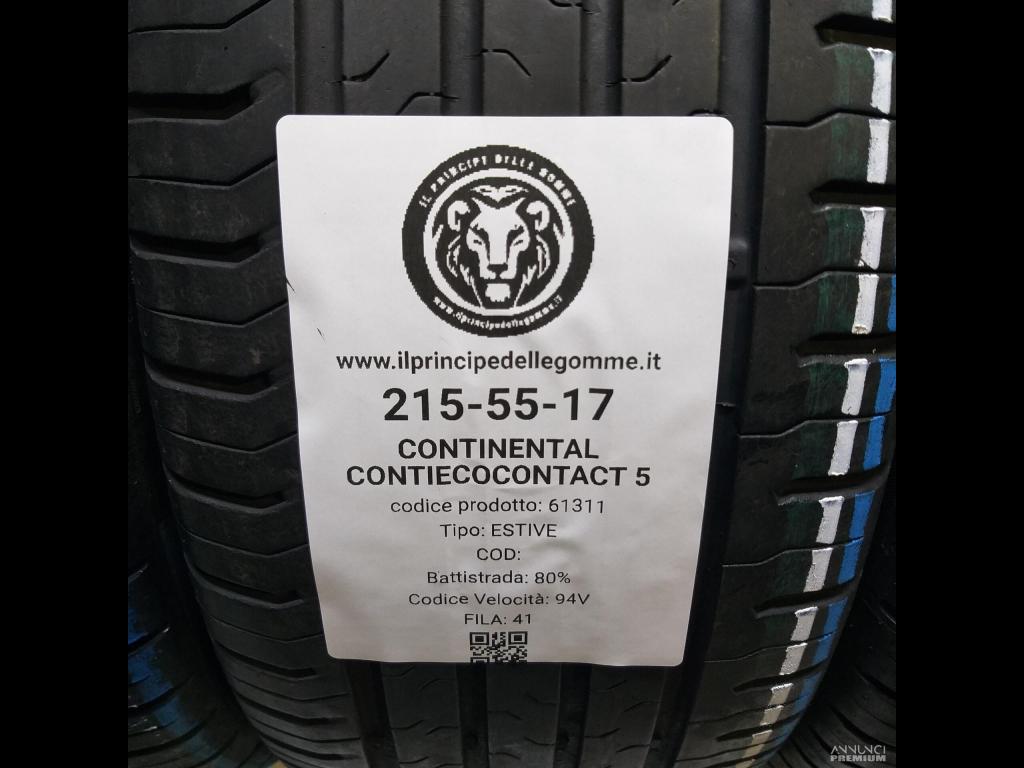 IL PRINCIPE DELLE GOMME
www.ilprincipedellegomme.it
www.ilprincipedellegomme.it
215-55-17
CONTINENTAL
CONTIECOCONTACT 5
codice prodotto: 61311
Tipo: ESTIVE
COD:
Battistrada: 80%
Codice Velocità: 94V
FILA: 41
ANNUNCI
PREMIUM